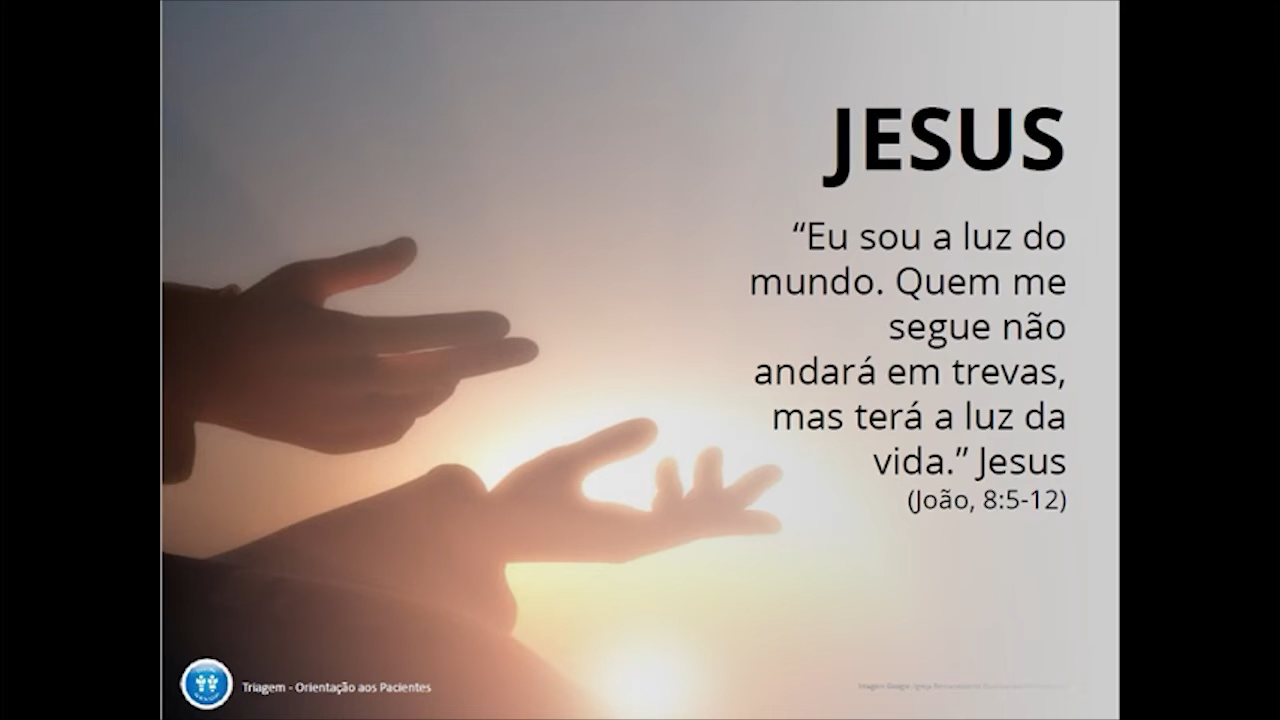 JESUS
“Eu sou a luz do
mundo. Quem me
segue não
andará em trevas,
mas terá a luz da
vida.” Jesus
(João, 8:5-12)
Triagem - Orientação aos Pacientes